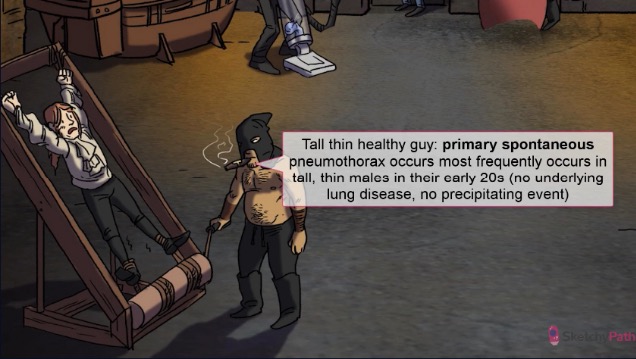 Tall thin healthy guy: primary spontaneous
pneumothorax occurs most frequently occurs in
tall, thin males in their early 20s (no underlying
lung disease, no precipitating event)
SketchyPath